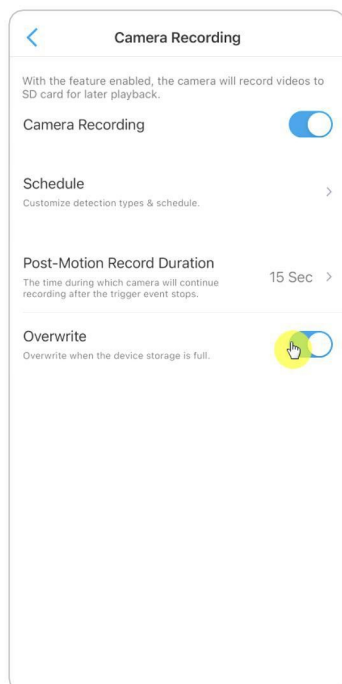 Camera Recording
With the feature enabled, the camera will record videos to
SD card for later playback.
Camera Recording
Schedule
Customize detection types & schedule.
Post-Motion Record Duration
The time during which camera will continue
recording after the trigger event stops.
15 Sec
Overwrite
Overwrite when the device storage is full.